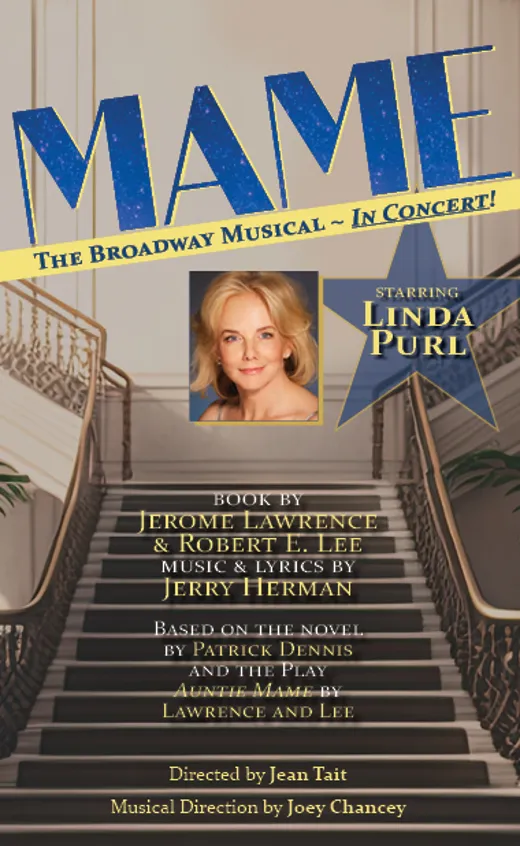 MAME
THE BROADWAY MUSICAL ~ IN CONCERT!
STARRING
LINDA
PURL
BOOK BY
JEROME LAWRENCE
& ROBERT E. LEE
MUSIC & LYRICS BY
JERRY HERMAN
BASED ON THE NOVEL
BY PATRICK DENNIS
AND THE PLAY
AUNTIE MAME BY
LAWRENCE AND LEE
Directed by Jean Tait
Musical Direction by Joey Chancey